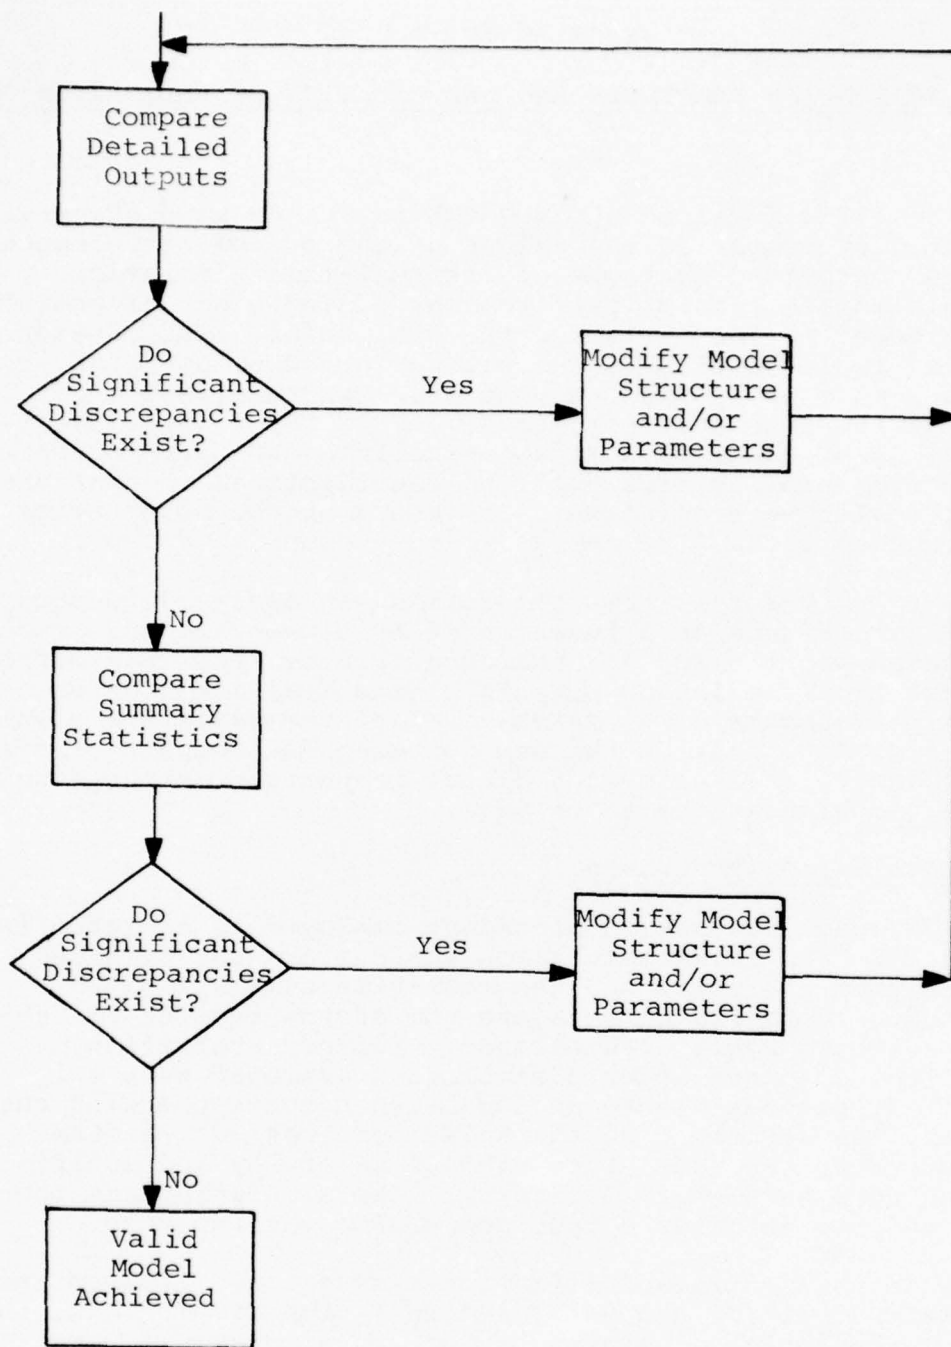 Compare
Detailed
Outputs
Do
Significant
Discrepancies
Exist?
Yes
Modify Model
Structure
and/or
Parameters
No
Compare
Summary
Statistics
Do
Significant
Discrepancies
Exist?
Yes
Modify Model
Structure
and/or
Parameters
No
Valid
Model
Achieved